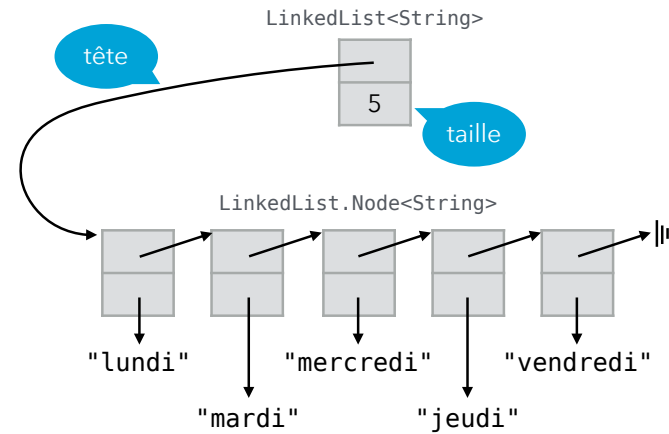 LinkedList<String>
tête
5
taille
LinkedList.Node<String>
"lundi"
"mercredi"
"vendredi"
"mardi"
"jeudi"